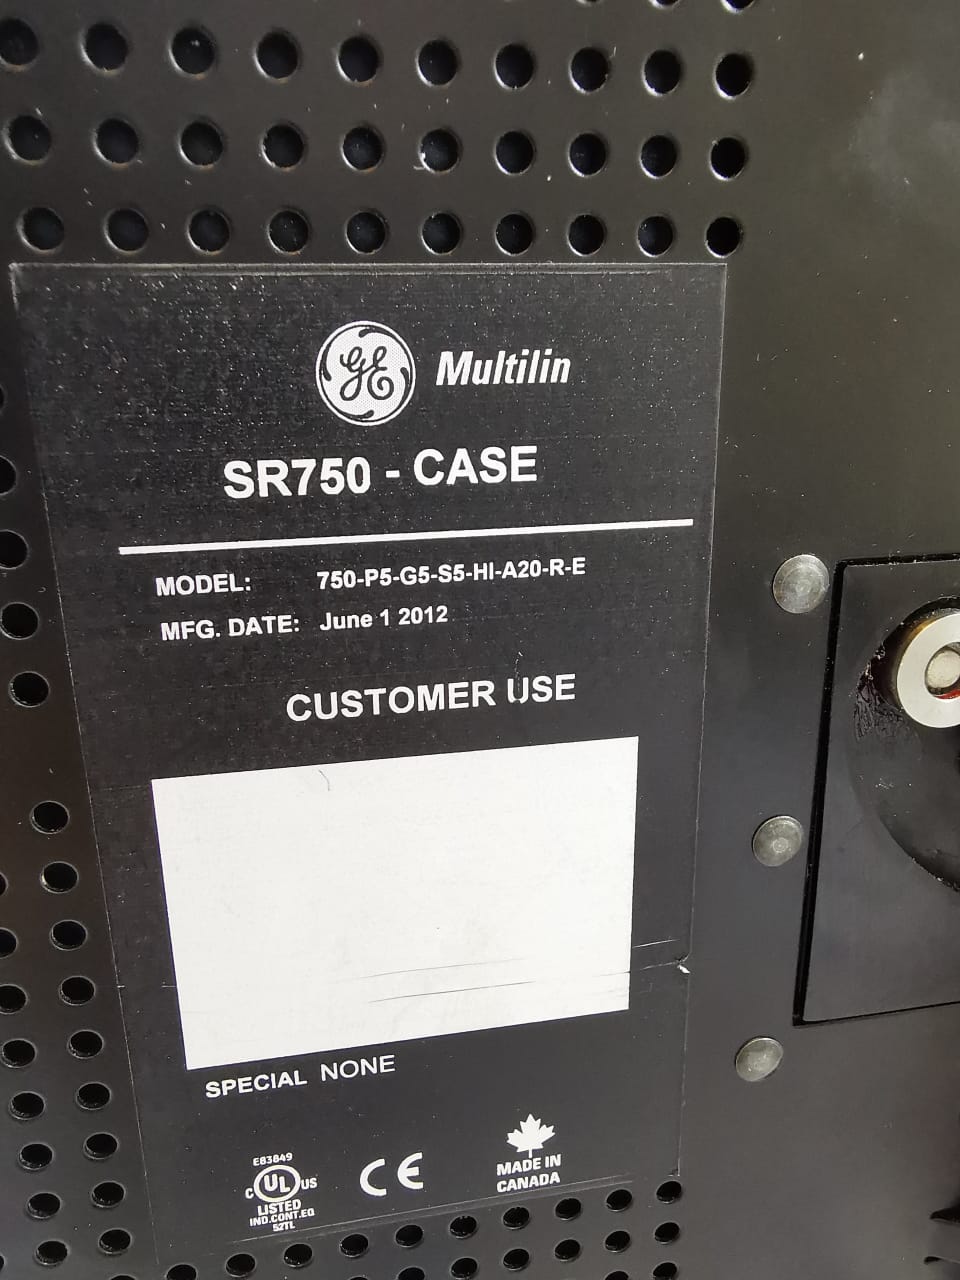 GE Multilin
SR750 - CASE
MODEL: 750-P5-G5-S5-HI-A20-R-E
MFG. DATE: June 1 2012
CUSTOMER USE
SPECIAL NONE
E83849
C UL US
LISTED
IND.CONT.EQ
52TL
CE
MADE IN
CANADA